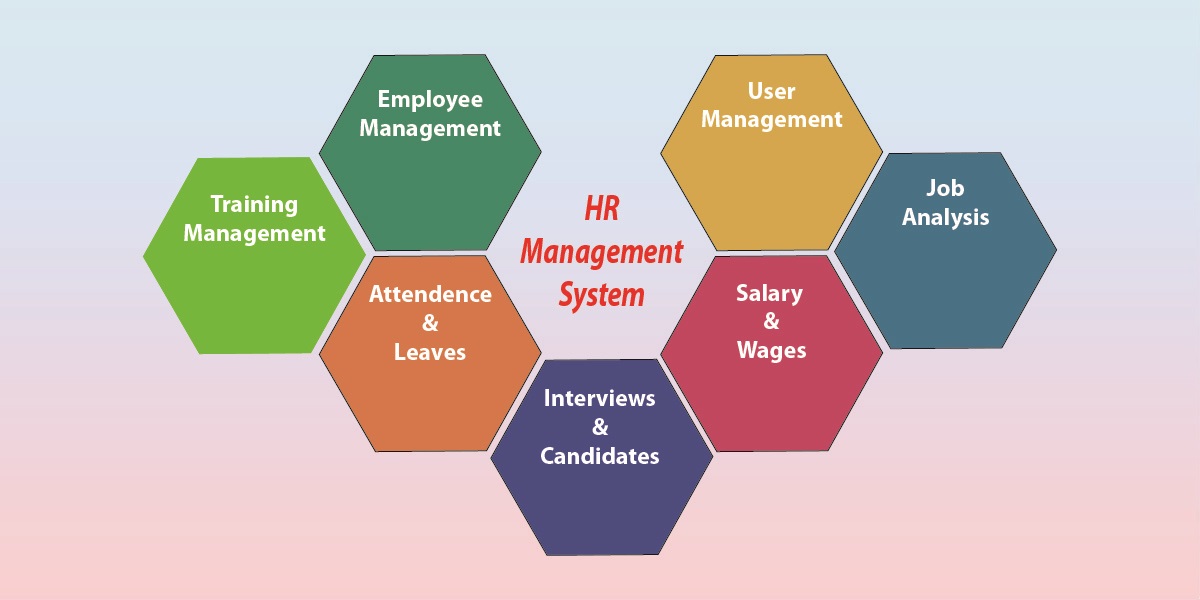 Employee
Management
User
Management
Training
Management
HR
Management
System
Job
Analysis
Attendence
&
Leaves
Salary
&
Wages
Interviews
&
Candidates